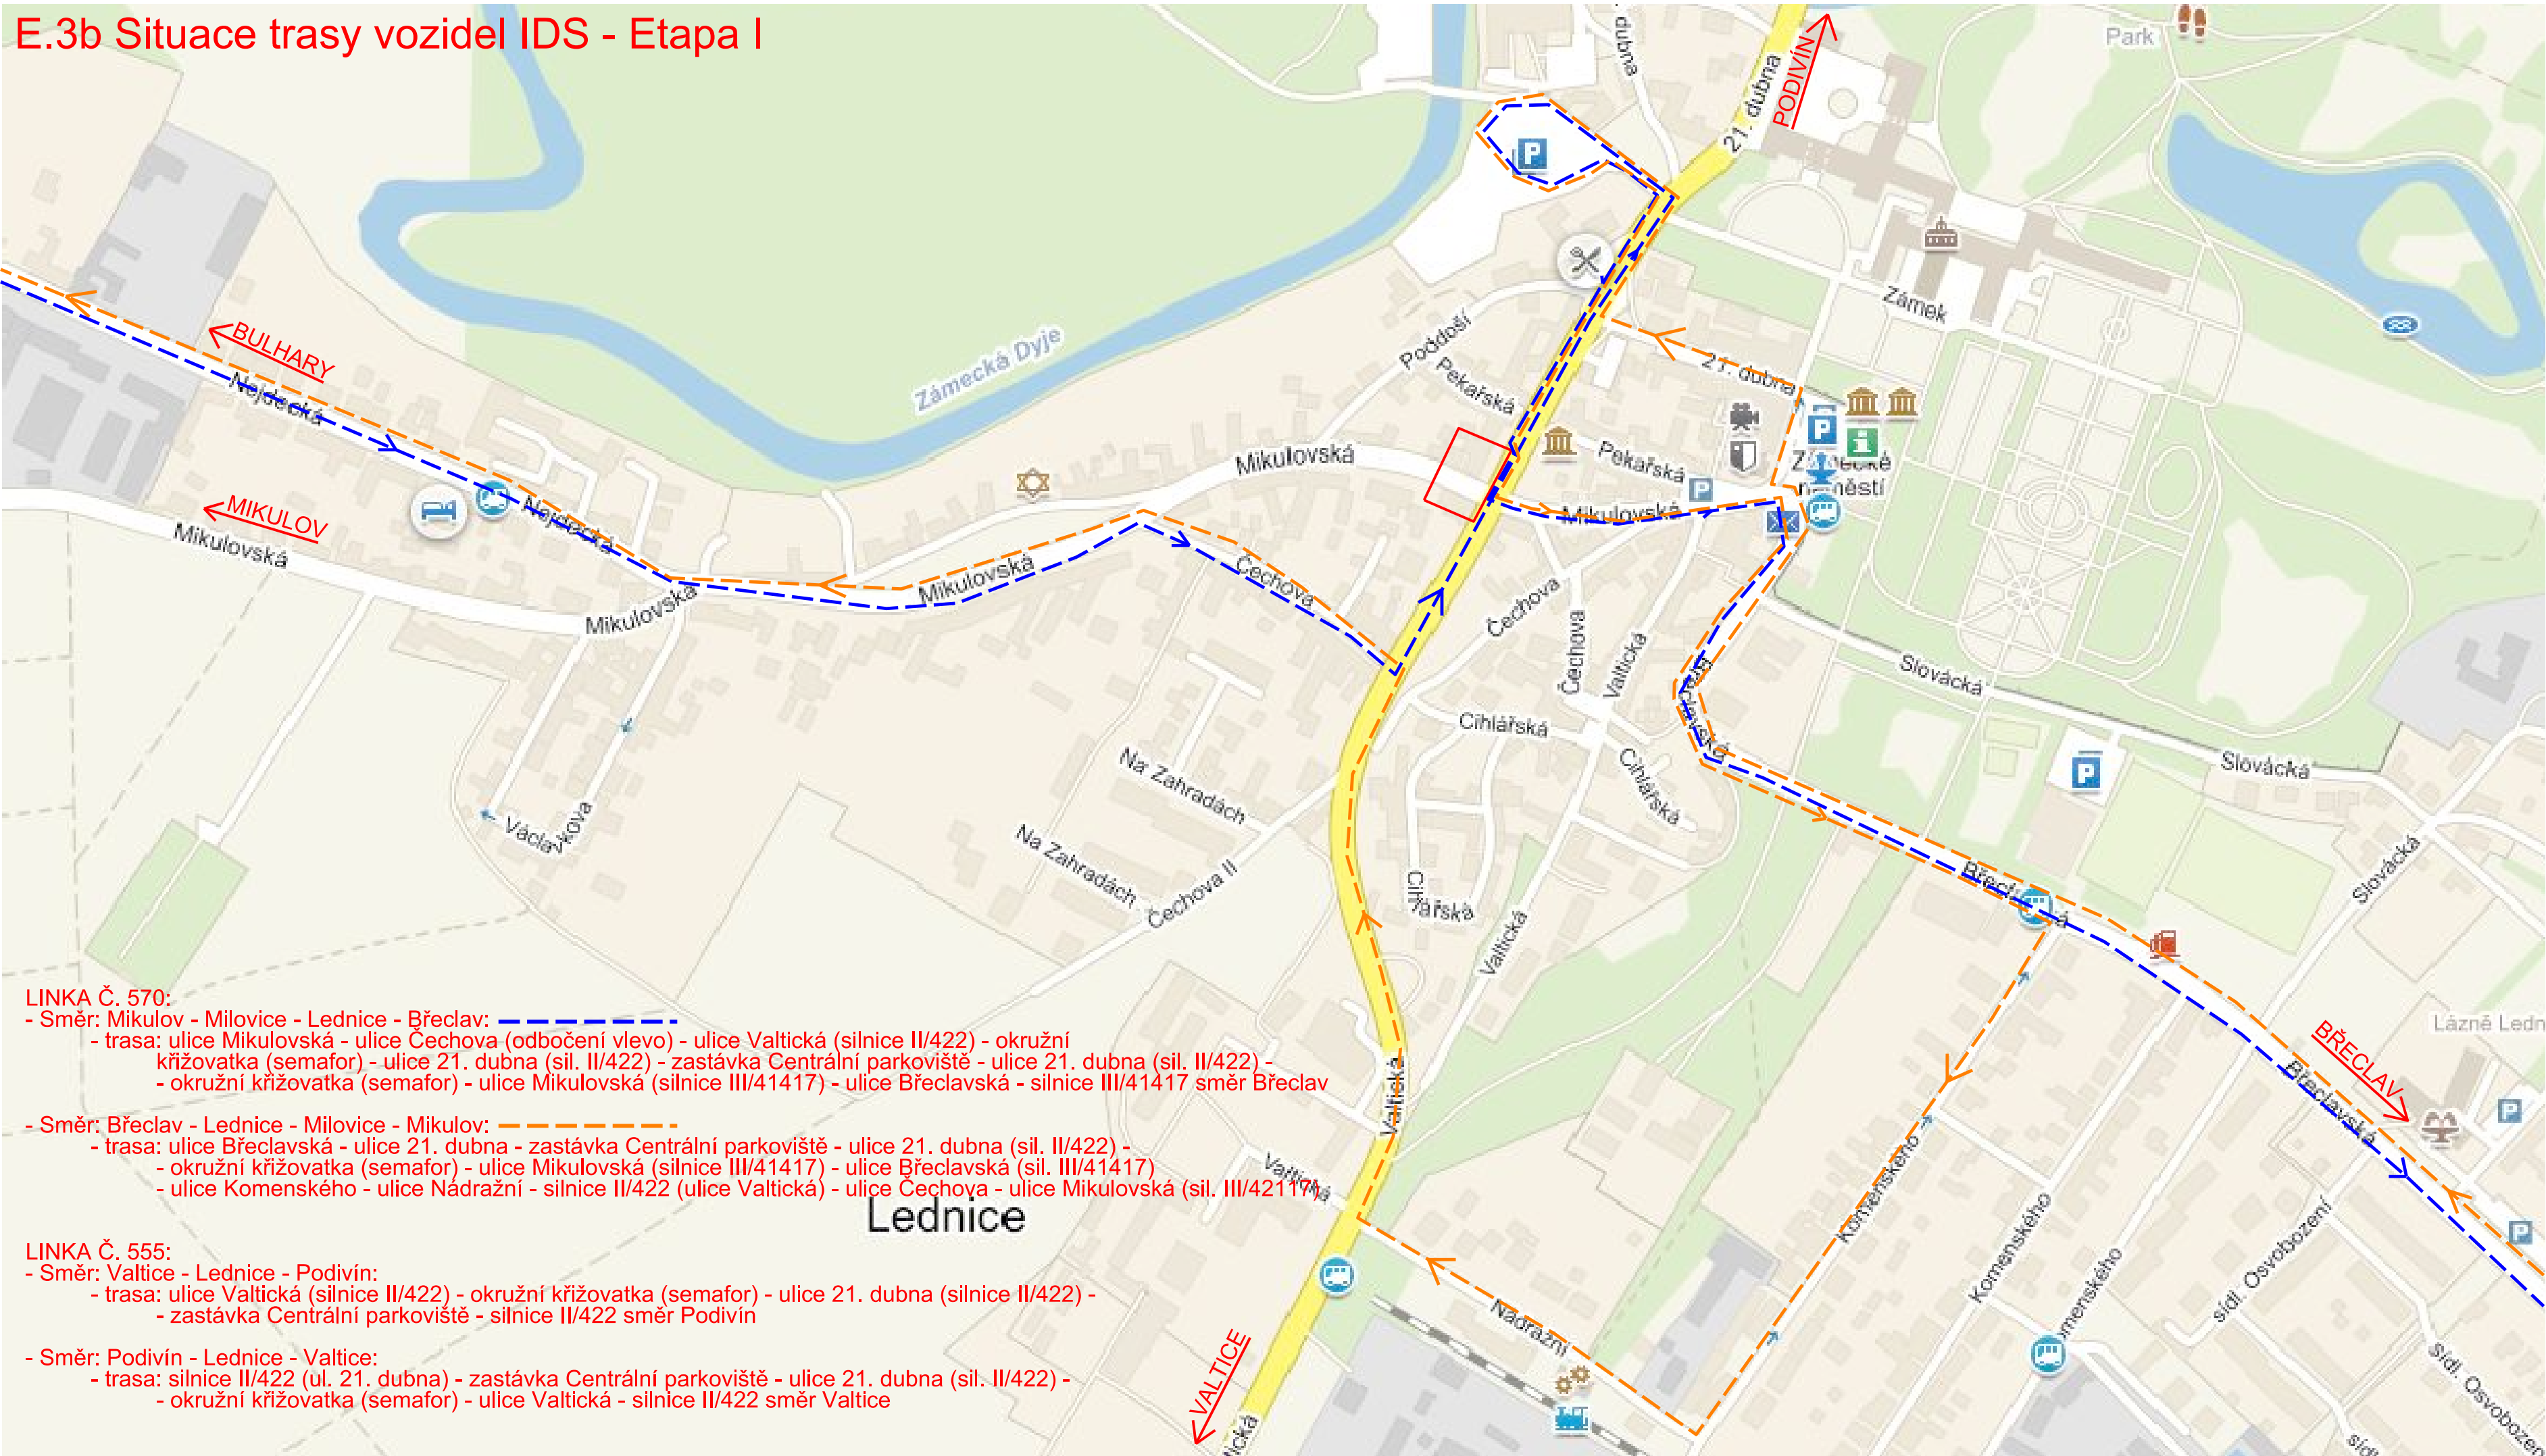 E.3b Situace trasy vozidel IDS - Etapa I
dubna
21. dubna
PODIVÍN
Park
Zámek
Zámecká Dyje
Poddoší
Pekařská
21. dubna
BULHARY
Nejdecká
MIKULOV
Mikulovská
Nejdecká
Mikulovská
Mikulovská
Pekařská
Zámecké
náměstí
Mikulovská
Mikulovská
Čechova
Čechova
Čechova
Valtická
Břeclavská
Slovácká
Slovácká
Slovácká
Cihlářská
Cihlářská
Cihlářská
Na Zahradách
Na Zahradách
Čechova II
Václavkova
Valtická
Břeclavská
Lázně Ledn
BŘECLAV
Břeclavská
Valtická
Valtická
Komenského
Komenského
omenského
sídl. Osvobození
Sídl. Osvobozen
síd
Nádražní
VALTICE
tická
Lednice
LINKA Č. 570:
- Směr: Mikulov - Milovice - Lednice - Břeclav:
- trasa: ulice Mikulovská - ulice Čechova (odbočení vlevo) - ulice Valtická (silnice II/422) - okružní
křižovatka (semafor) - ulice 21. dubna (sil. II/422) - zastávka Centrální parkoviště - ulice 21. dubna (sil. II/422) -
- okružní křižovatka (semafor) - ulice Mikulovská (silnice III/41417) - ulice Břeclavská - silnice III/41417 směr Břeclav
- Směr: Břeclav - Lednice - Milovice - Mikulov:
- trasa: ulice Břeclavská - ulice 21. dubna - zastávka Centrální parkoviště - ulice 21. dubna (sil. II/422) -
- okružní křižovatka (semafor) - ulice Mikulovská (silnice III/41417) - ulice Břeclavská (sil. III/41417)
- ulice Komenského - ulice Nádražní - silnice II/422 (ulice Valtická) - ulice Čechova - ulice Mikulovská (sil. III/42117)
LINKA Č. 555:
- Směr: Valtice - Lednice - Podivín:
- trasa: ulice Valtická (silnice II/422) - okružní křižovatka (semafor) - ulice 21. dubna (silnice II/422) -
- zastávka Centrální parkoviště - silnice II/422 směr Podivín
- Směr: Podivín - Lednice - Valtice:
- trasa: silnice II/422 (ul. 21. dubna) - zastávka Centrální parkoviště - ulice 21. dubna (sil. II/422) -
- okružní křižovatka (semafor) - ulice Valtická - silnice II/422 směr Valtice